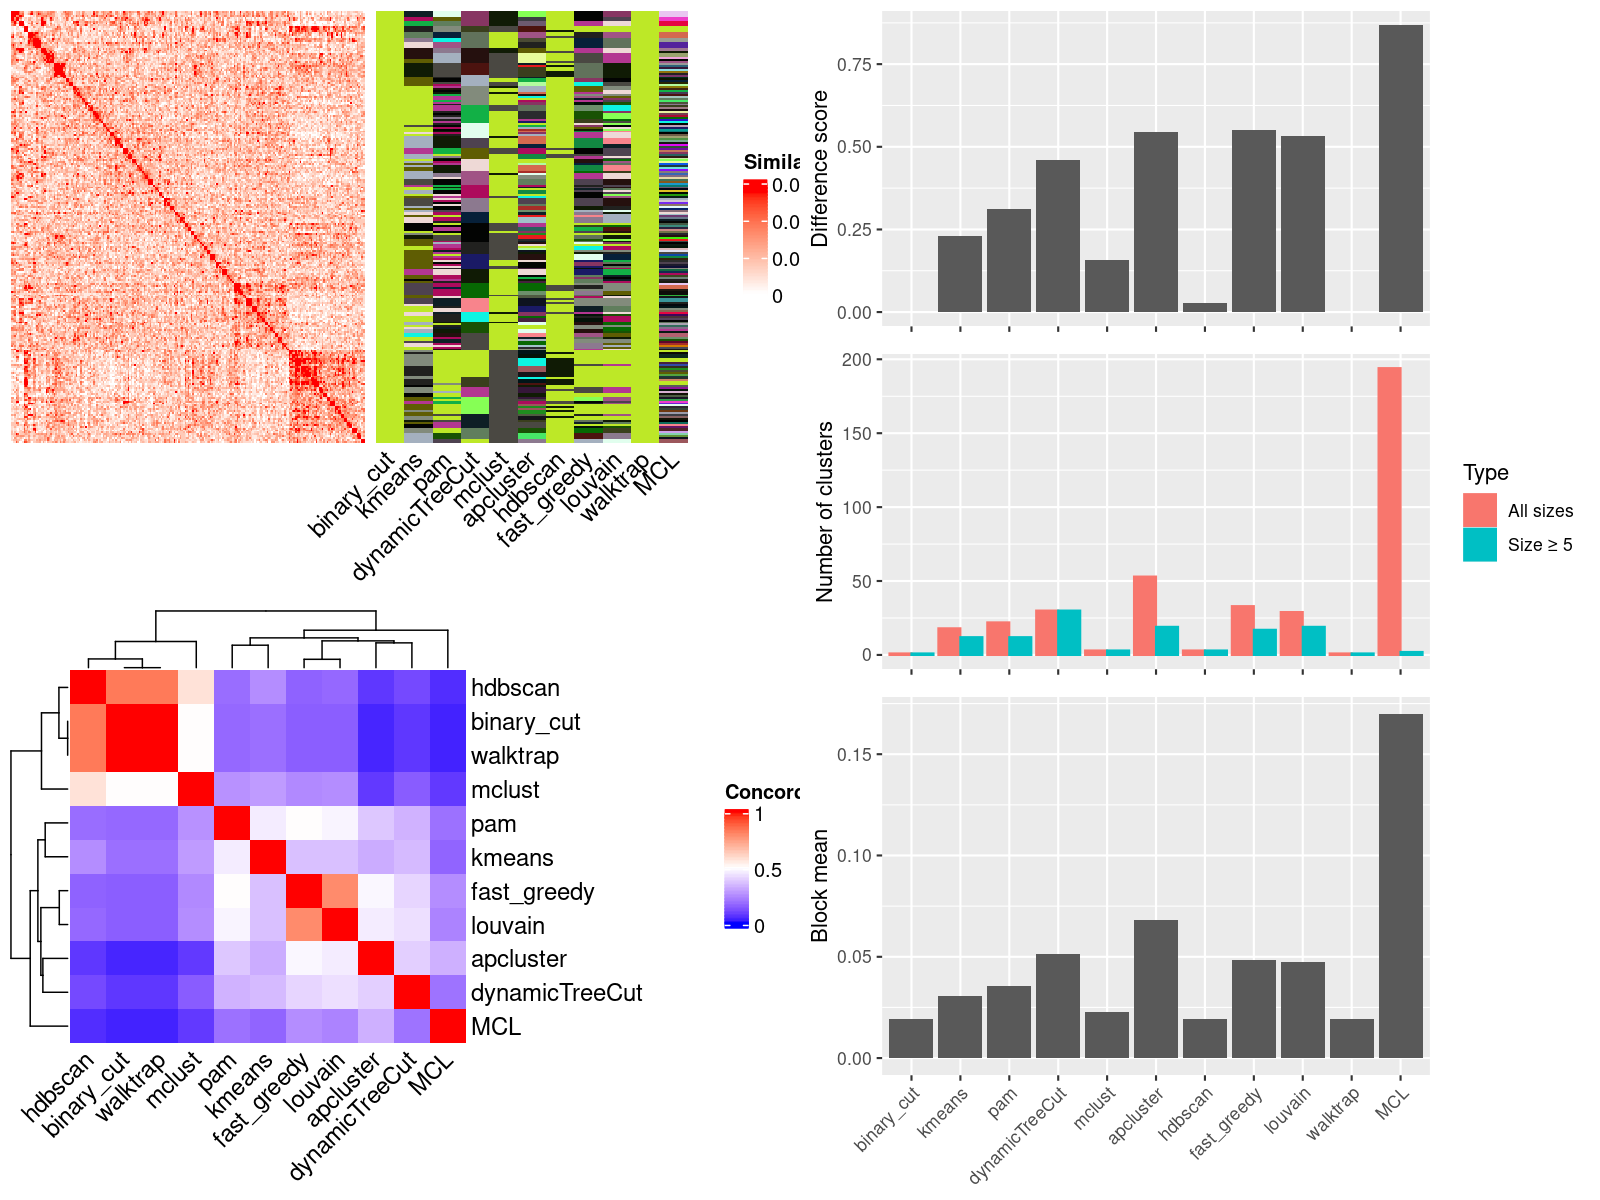 Simila
0.0
0.0
0.0
0
binary_cut
kmeans
pam
dynamicTreeCut
mclust
apcluster
hdbscan
fast_greedy
louvain
walktrap
MCL
Difference score
0.75
0.50
0.25
0.00
Number of clusters
200
150
100
50
0
Type
All sizes
Size ≥ 5
hdbscan
binary_cut
walktrap
mclust
pam
kmeans
fast_greedy
louvain
apcluster
dynamicTreeCut
MCL
hdbscan
binary_cut
walktrap
mclust
pam
kmeans
fast_greedy
louvain
apcluster
dynamicTreeCut
MCL
Concord
1
0.5
0
Block mean
0.15
0.10
0.05
0.00
binary_cut
kmeans
pam
dynamicTreeCut
mclust
apcluster
hdbscan
fast_greedy
louvain
walktrap
MCL